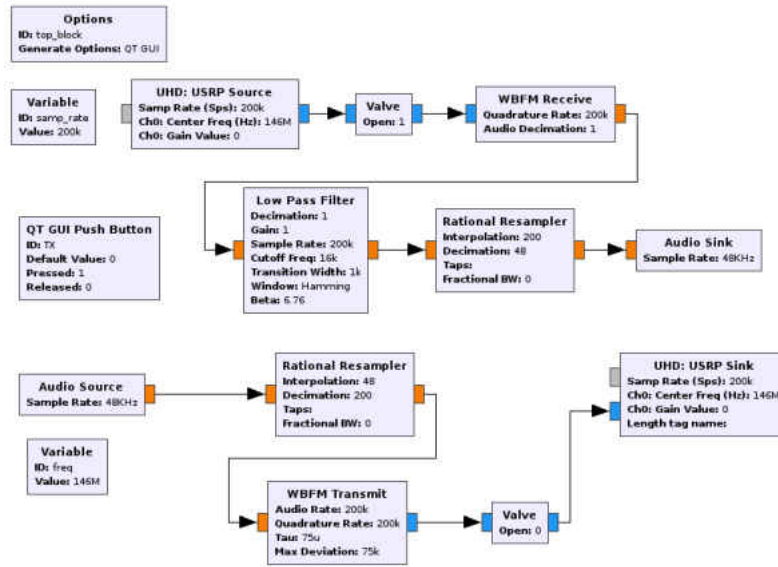 Options
ID: top_block
Generate Options: QT GUI
Variable
ID: samp_rate
Value: 200k
UHD: USRP Source
Samp Rate (Sps): 200k
Ch0: Center Freq (Hz): 146M
Ch0: Gain Value: 0
Valve
Open: 1
WBFM Receive
Quadrature Rate: 200k
Audio Decimation: 1
QT GUI Push Button
ID: TX
Default Value: 0
Pressed: 1
Released: 0
Low Pass Filter
Decimation: 1
Gain: 1
Sample Rate: 200k
Cutoff Freq: 16k
Transition Width: 1k
Window: Hamming
Beta: 6.76
Rational Resampler
Interpolation: 200
Decimation: 48
Taps:
Fractional BW: 0
Audio Sink
Sample Rate: 48KHz
Audio Source
Sample Rate: 48KHz
Rational Resampler
Interpolation: 48
Decimation: 200
Taps:
Fractional BW: 0
UHD: USRP Sink
Samp Rate (Sps): 200k
Ch0: Center Freq (Hz): 146M
Ch0: Gain Value: 0
Length tag name:
Variable
ID: freq
Value: 146M
WBFM Transmit
Audio Rate: 200k
Quadrature Rate: 200k
Tau: 75u
Max Deviation: 75k
Valve
Open: 0